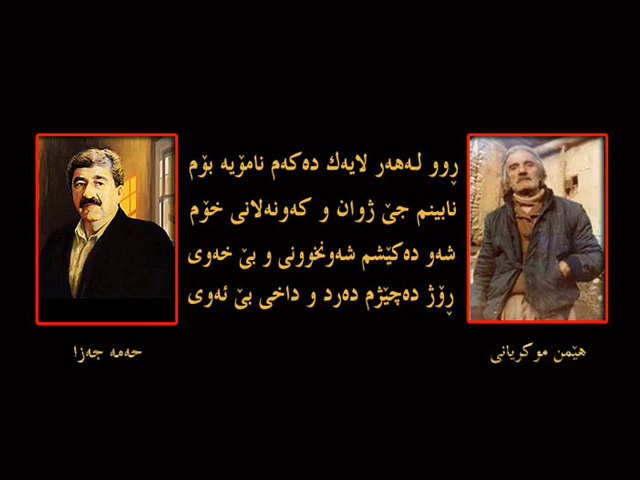 ڕوو لەهەر لایەك دەكەم نامۆیە بۆم
نابینم جێ ژوان و كەونەلانی خۆم
شەو دەكێشم شەونخوونی و بێ خەوی
ڕۆژ دەچێژم دەرد و داخی بێ ئەوی
هێمن موكریانی
حەمە جەزا